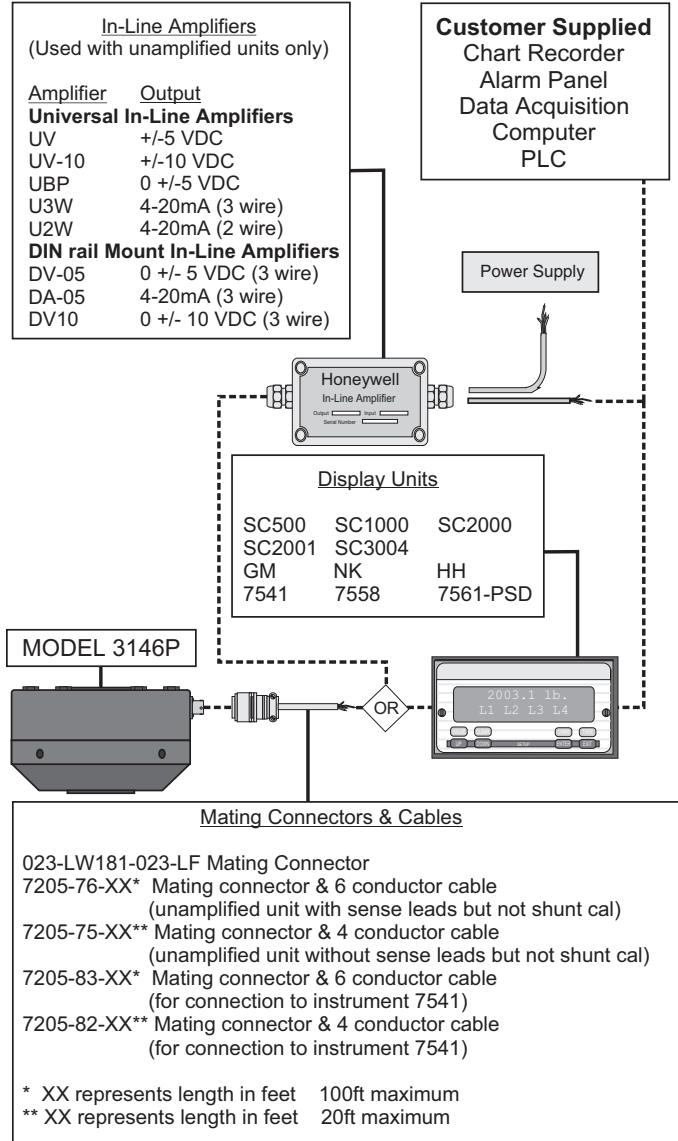 In-Line Amplifiers
(Used with unamplified units only)
Amplifier Output
Universal In-Line Amplifiers
UV +/-5 VDC
UV-10 +/-10 VDC
UBP 0 +/-5 VDC
U3W 4-20mA (3 wire)
U2W 4-20mA (2 wire)
DIN rail Mount In-Line Amplifiers
DV-05 0 +/- 5 VDC (3 wire)
DA-05 4-20mA (3 wire)
DV10 0 +/- 10 VDC (3 wire)
Customer Supplied
Chart Recorder
Alarm Panel
Data Acquisition
Computer
PLC
Power Supply
Honeywell
In-Line Amplifier
Output Input
Serial Number
Display Units
SC500 SC1000 SC2000
SC2001 SC3004
GM NK HH
7541 7558 7561-PSD
MODEL 3146P
OR
2003.1 lb.
L1 L2 L3 L4
UP DOWN SETUP ENTER EXIT
Mating Connectors & Cables
023-LW181-023-LF Mating Connector
7205-76-XX* Mating connector & 6 conductor cable
(unamplified unit with sense leads but not shunt cal)
7205-75-XX** Mating connector & 4 conductor cable
(unamplified unit without sense leads but not shunt cal)
7205-83-XX* Mating connector & 6 conductor cable
(for connection to instrument 7541)
7205-82-XX** Mating connector & 4 conductor cable
(for connection to instrument 7541)
* XX represents length in feet 100ft maximum
** XX represents length in feet 20ft maximum